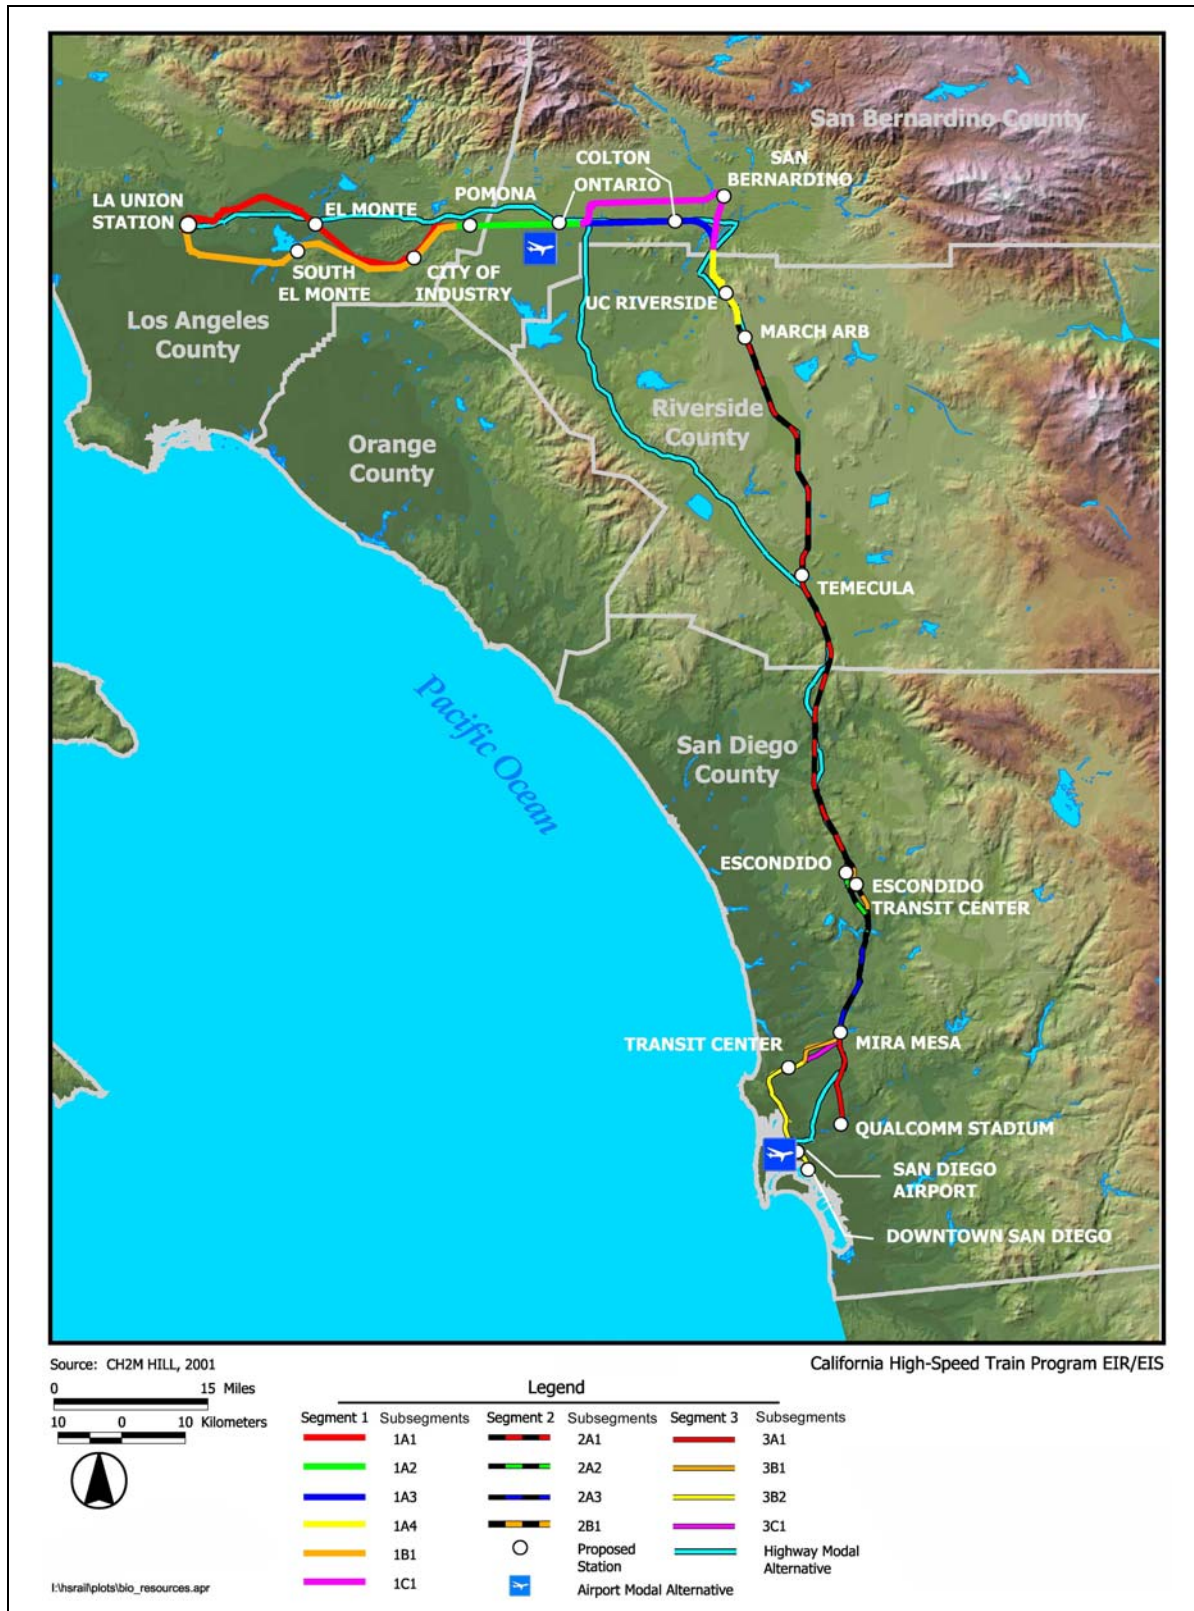 San Bernardino County
COLTON
SAN
BERNARDINO
LA UNION
STATION
EL MONTE
POMONA
ONTARIO
SOUTH
EL MONTE
CITY OF
INDUSTRY
UC RIVERSIDE
MARCH ARB
Los Angeles
County
Riverside
County
Orange
County
TEMECULA
Pacific Ocean
San Diego
County
ESCONDIDO
ESCONDIDO
TRANSIT CENTER
TRANSIT CENTER
MIRA MESA
QUALCOMM STADIUM
SAN DIEGO
AIRPORT
DOWNTOWN SAN DIEGO
Source: CH2M HILL, 2001
California High-Speed Train Program EIR/EIS
0 15 Miles
10 0 10 Kilometers
Legend
Segment 1 Subsegments Segment 2 Subsegments Segment 3 Subsegments
1A1 2A1 3A1
1A2 2A2 3B1
1A3 2A3 3B2
1A4 2B1 3C1
1B1 Proposed Station Highway Modal Alternative
1C1 Airport Modal Alternative
I:\hsrail\plots\bio_resources.apr